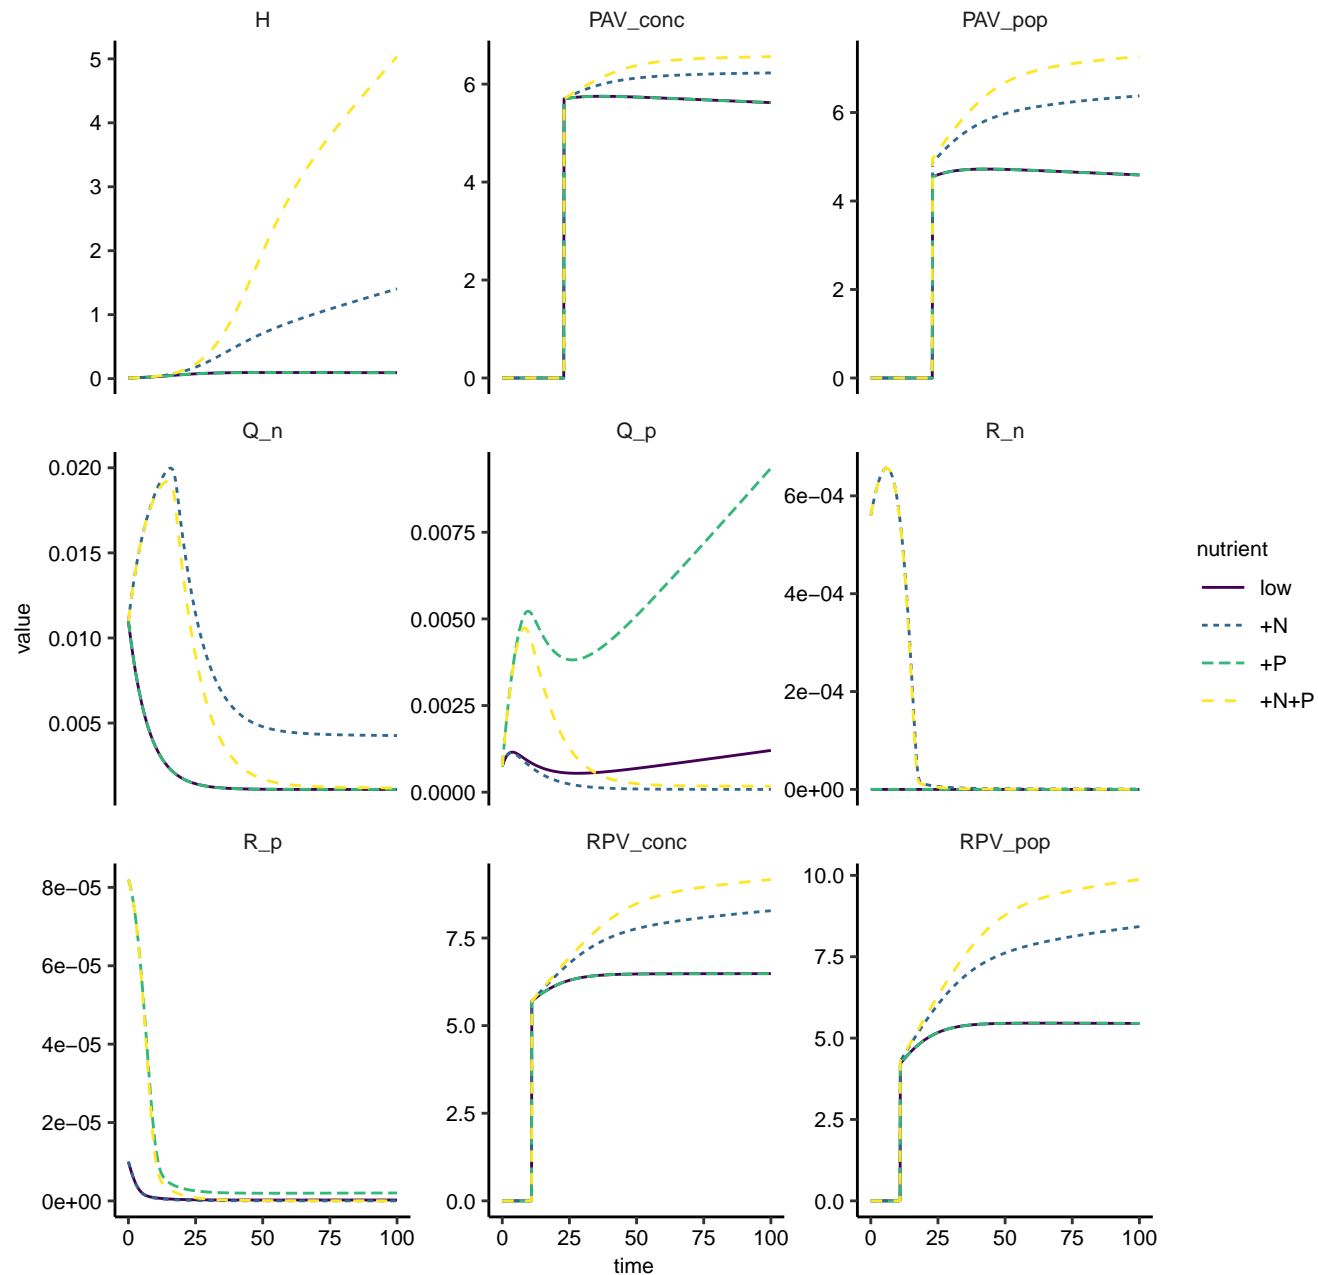 H
PAV_conc
PAV_pop
5
4
3
2
1
0
6
4
2
0
6
4
2
0
Q_n
Q_p
R_n
0.020
0.015
0.010
0.005
0.0075
0.0050
0.0025
0.0000
6e−04
4e−04
2e−04
0e+00
value
nutrient
low
+N
+P
+N+P
R_p
RPV_conc
RPV_pop
8e−05
6e−05
4e−05
2e−05
0e+00
7.5
5.0
2.5
0.0
10.0
7.5
5.0
2.5
0.0
0 25 50 75 100
0 25 50 75 100
0 25 50 75 100
time